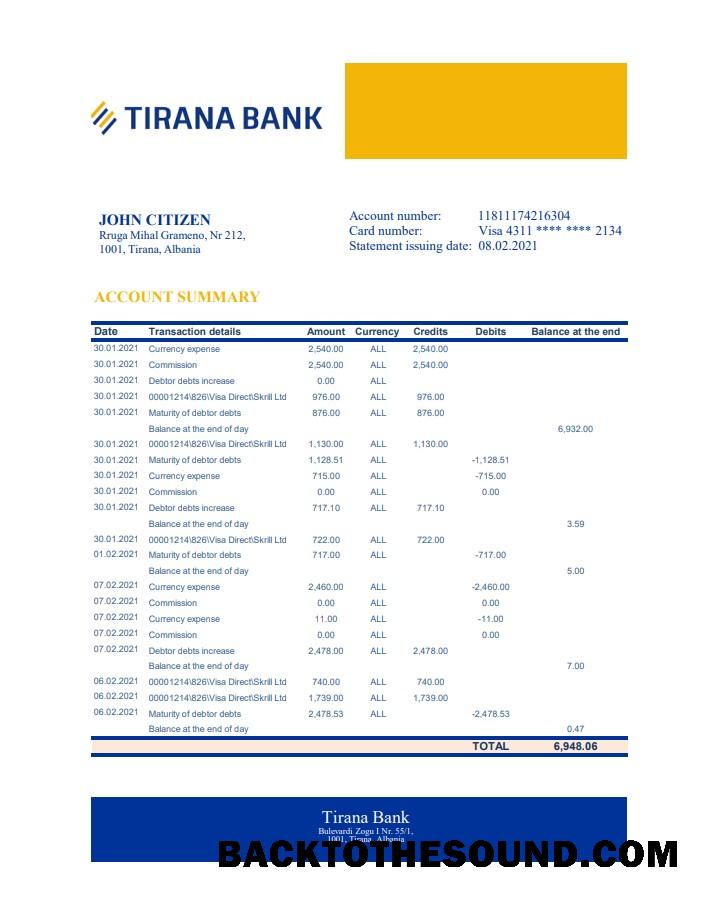 TIRANA BANK
JOHN CITIZEN
Rruga Mihal Grameno, Nr 212,
1001, Tirana, Albania
Account number: 11811174216304
Card number: Visa 4311 **** **** 2134
Statement issuing date: 08.02.2021
ACCOUNT SUMMARY
Date Transaction details Amount Currency Credits Debits Balance at the end
30.01.2021 Currency expense 2,540.00 ALL 2,540.00
30.01.2021 Commission 2,540.00 ALL 2,540.00
30.01.2021 Debtor debts increase 0.00 ALL
30.01.2021 00001214\826\Visa Direct\Skrill Ltd 976.00 ALL 976.00
30.01.2021 Maturity of debtor debts 876.00 ALL 876.00
Balance at the end of day 6,932.00
30.01.2021 00001214\826\Visa Direct\Skrill Ltd 1,130.00 ALL 1,130.00
30.01.2021 Maturity of debtor debts 1,128.51 ALL -1,128.51
30.01.2021 Currency expense 715.00 ALL -715.00
30.01.2021 Commission 0.00 ALL 0.00
30.01.2021 Debtor debts increase 717.10 ALL 717.10
Balance at the end of day 3.59
30.01.2021 00001214\826\Visa Direct\Skrill Ltd 722.00 ALL 722.00
01.02.2021 Maturity of debtor debts 717.00 ALL -717.00
Balance at the end of day 5.00
07.02.2021 Currency expense 2,460.00 ALL -2,460.00
07.02.2021 Commission 0.00 ALL 0.00
07.02.2021 Currency expense 11.00 ALL -11.00
07.02.2021 Commission 0.00 ALL 0.00
07.02.2021 Debtor debts increase 2,478.00 ALL 2,478.00
Balance at the end of day 7.00
06.02.2021 00001214\826\Visa Direct\Skrill Ltd 740.00 ALL 740.00
06.02.2021 00001214\826\Visa Direct\Skrill Ltd 1,739.00 ALL 1,739.00
06.02.2021 Maturity of debtor debts 2,478.53 ALL -2,478.53
Balance at the end of day 0.47
TOTAL 6,948.06
Tirana Bank
Bulevardi Zogu I Nr. 55/1,
1001, Tirana, Albania
BACKTOTHESOUND.COM